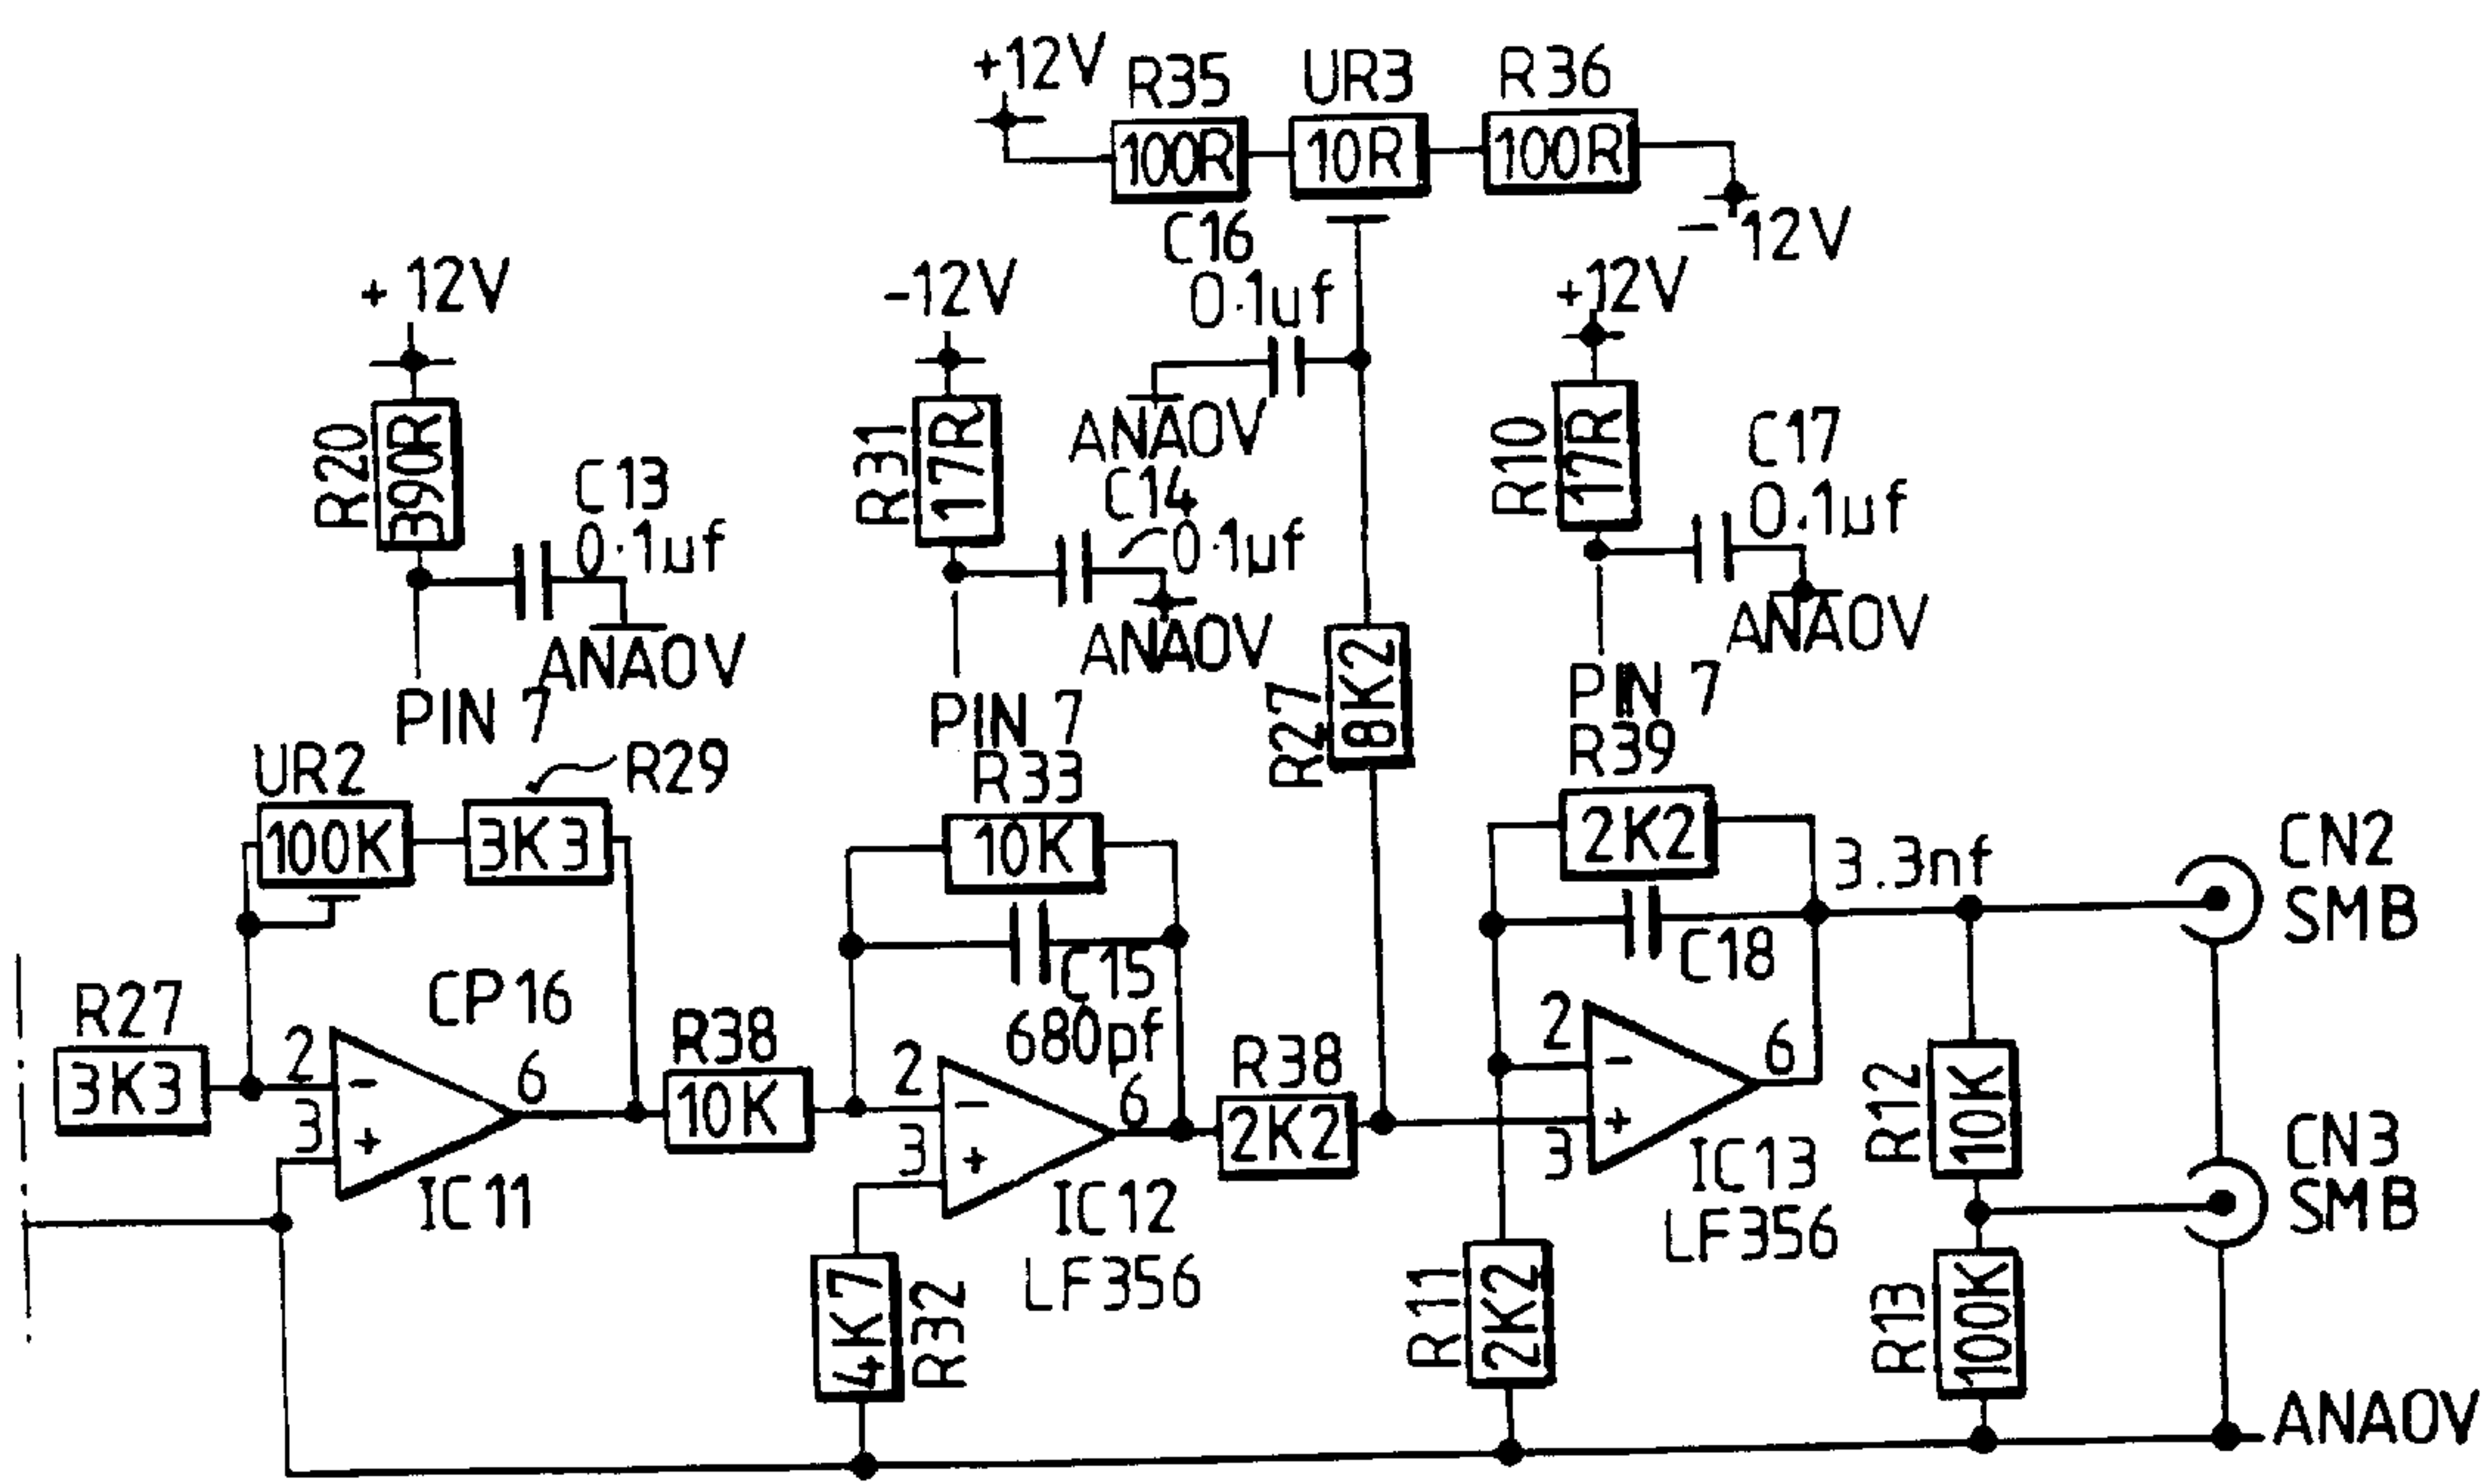 +12V
R35
UR3
R36
100R
10R
100R
-12V
C16
0.1uf
+12V
-12V
+12V
ANA0V
R20
390R
C13
0.1µf
R31
117R
C14
0.1µf
R10
17R
C17
0.1µf
ANA0V
ANA0V
ANA0V
PIN 7
PIN 7
PIN 7
R27
8K2
UR2
R29
R33
R39
100K
3K3
10K
2K2
3.3nf
CN2
SMB
C15
680pf
C18
R27
3K3
CP16
2
-
3
+
6
IC11
R38
10K
2
-
3
+
6
IC12
LF356
R38
2K2
2
-
3
+
6
IC13
LF356
R12
10K
CN3
SMB
4K7
R32
R11
2K2
R13
100K
ANA0V